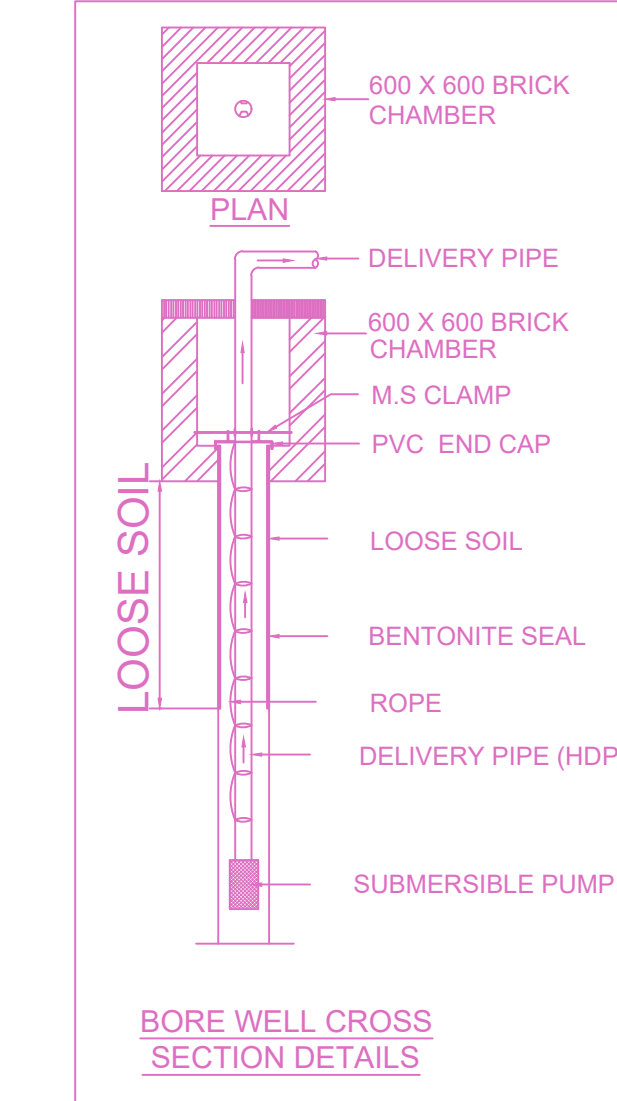 600 X 600 BRICK
CHAMBER
PLAN
DELIVERY PIPE
600 X 600 BRICK
CHAMBER
M.S CLAMP
PVC END CAP
LOOSE SOIL
LOOSE SOIL
BENTONITE SEAL
ROPE
DELIVERY PIPE (HDP
SUBMERSIBLE PUMP
BORE WELL CROSS
SECTION DETAILS